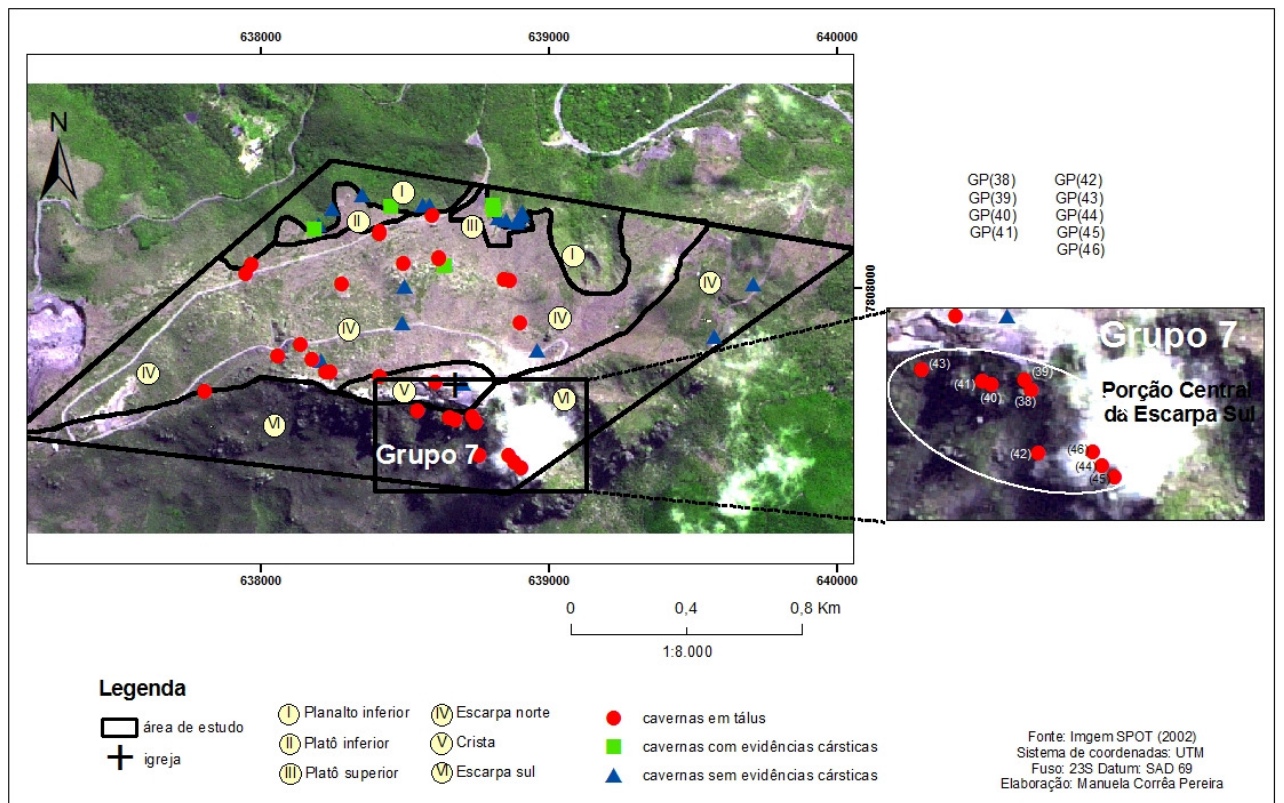 638000 639000 640000
N
7808000
I
II
III
I
IV
IV
IV
IV
V
VI
VI
Grupo 7
638000 639000 640000
0 0,4 0,8 Km
1:8.000
GP(38) GP(42)
GP(39) GP(43)
GP(40) GP(44)
GP(41) GP(45)
GP(46)
Grupo 7
Porção Central
da Escarpa Sul
(43)
(41)
(40)
(39)
(38)
(42)
(46)
(44)
(45)
Legenda
área de estudo
igreja
I Planalto inferior
II Platô inferior
III Platô superior
IV Escarpa norte
V Crista
VI Escarpa sul
cavernas em tálus
cavernas com evidências cársticas
cavernas sem evidências cársticas
Fonte: Imgem SPOT (2002)
Sistema de coordenadas: UTM
Fuso: 23S Datum: SAD 69
Elaboração: Manuela Corrêa Pereira